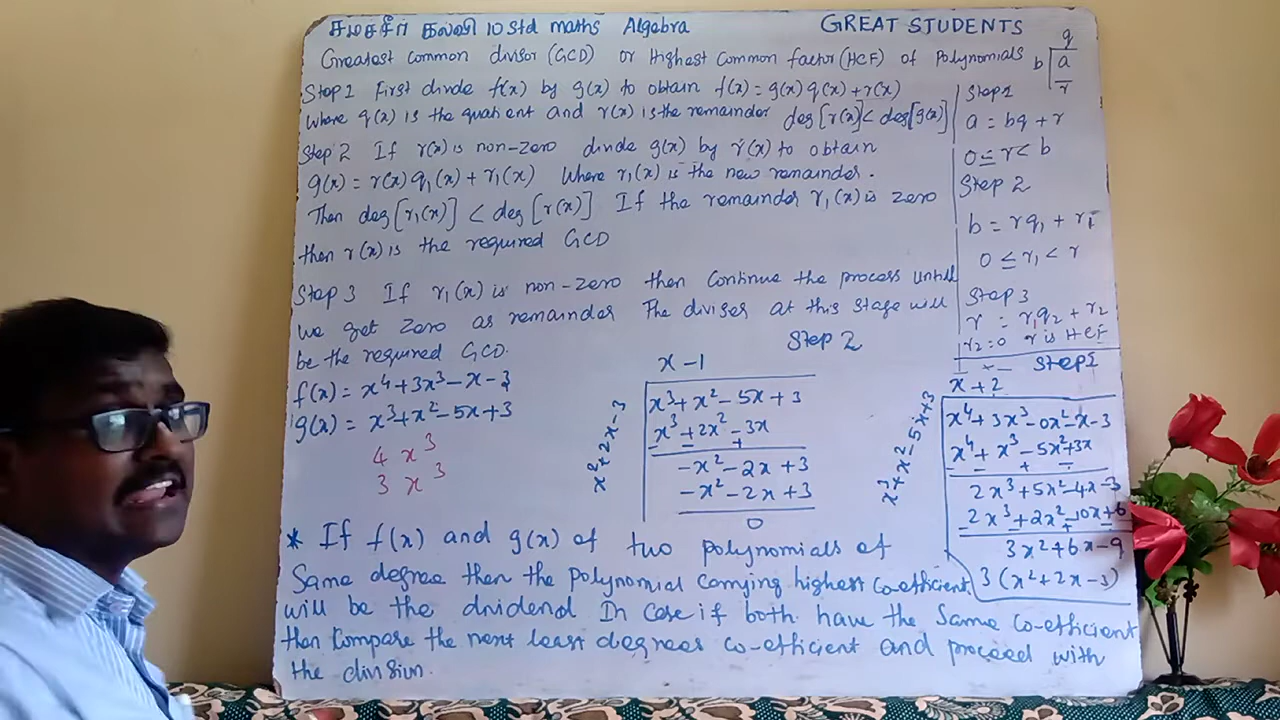 சமச்சீர் கல்வி 10 std maths Algebra GREAT STUDENTS
Greatest common divisor (GCD) or Highest Common factor (HCF) of Polynomials
Step 1 First divide f(x) by g(x) to obtain f(x) = g(x) q(x) + r(x)
Where q(x) is the quotient and r(x) is the remainder deg[r(x)] < deg[g(x)]
Step 2 If r(x) is non-zero divide g(x) by r(x) to obtain
g(x) = r(x) q₁(x) + r₁(x) Where r₁(x) is the new remainder.
Then deg[r₁(x)] < deg[r(x)] If the remainder r₁(x) is zero
then r(x) is the required GCD
Step 3 If r₁(x) is non-zero then continue the process untill
we get zero as remainder The divisor at this stage will
be the required GCD.
f(x) = x⁴+3x³-x-3
g(x) = x³+x²-5x+3
4 x³
3 x³
Step 2
x-1
x²+2x-3
x³+x²-5x+3
x³+2x²-3x
- +
-x²-2x+3
-x²-2x+3
0
q
b
a
r
Step 1
a = bq + r
0 ≤ r < b
Step 2
b = rq₁ + r₁
0 ≤ r₁ < r
Step 3
r = r₁q₂ + r₂
r₂=0 r is HCF
Step 1
x+2
x³+x²-5x+3
x⁴+3x³-0x²-x-3
x⁴+x³-5x²+3x
- - + -
2x³+5x²-4x-3
2x³+2x²-10x+6
- - + -
3x²+6x-9
3(x²+2x-3)
* If f(x) and g(x) of two polynomials of
Same degree then the polynomial carrying highest coefficient
will be the dividend In case if both have the same co-efficient
then compare the next least degrees co-efficient and proceed with
the division.